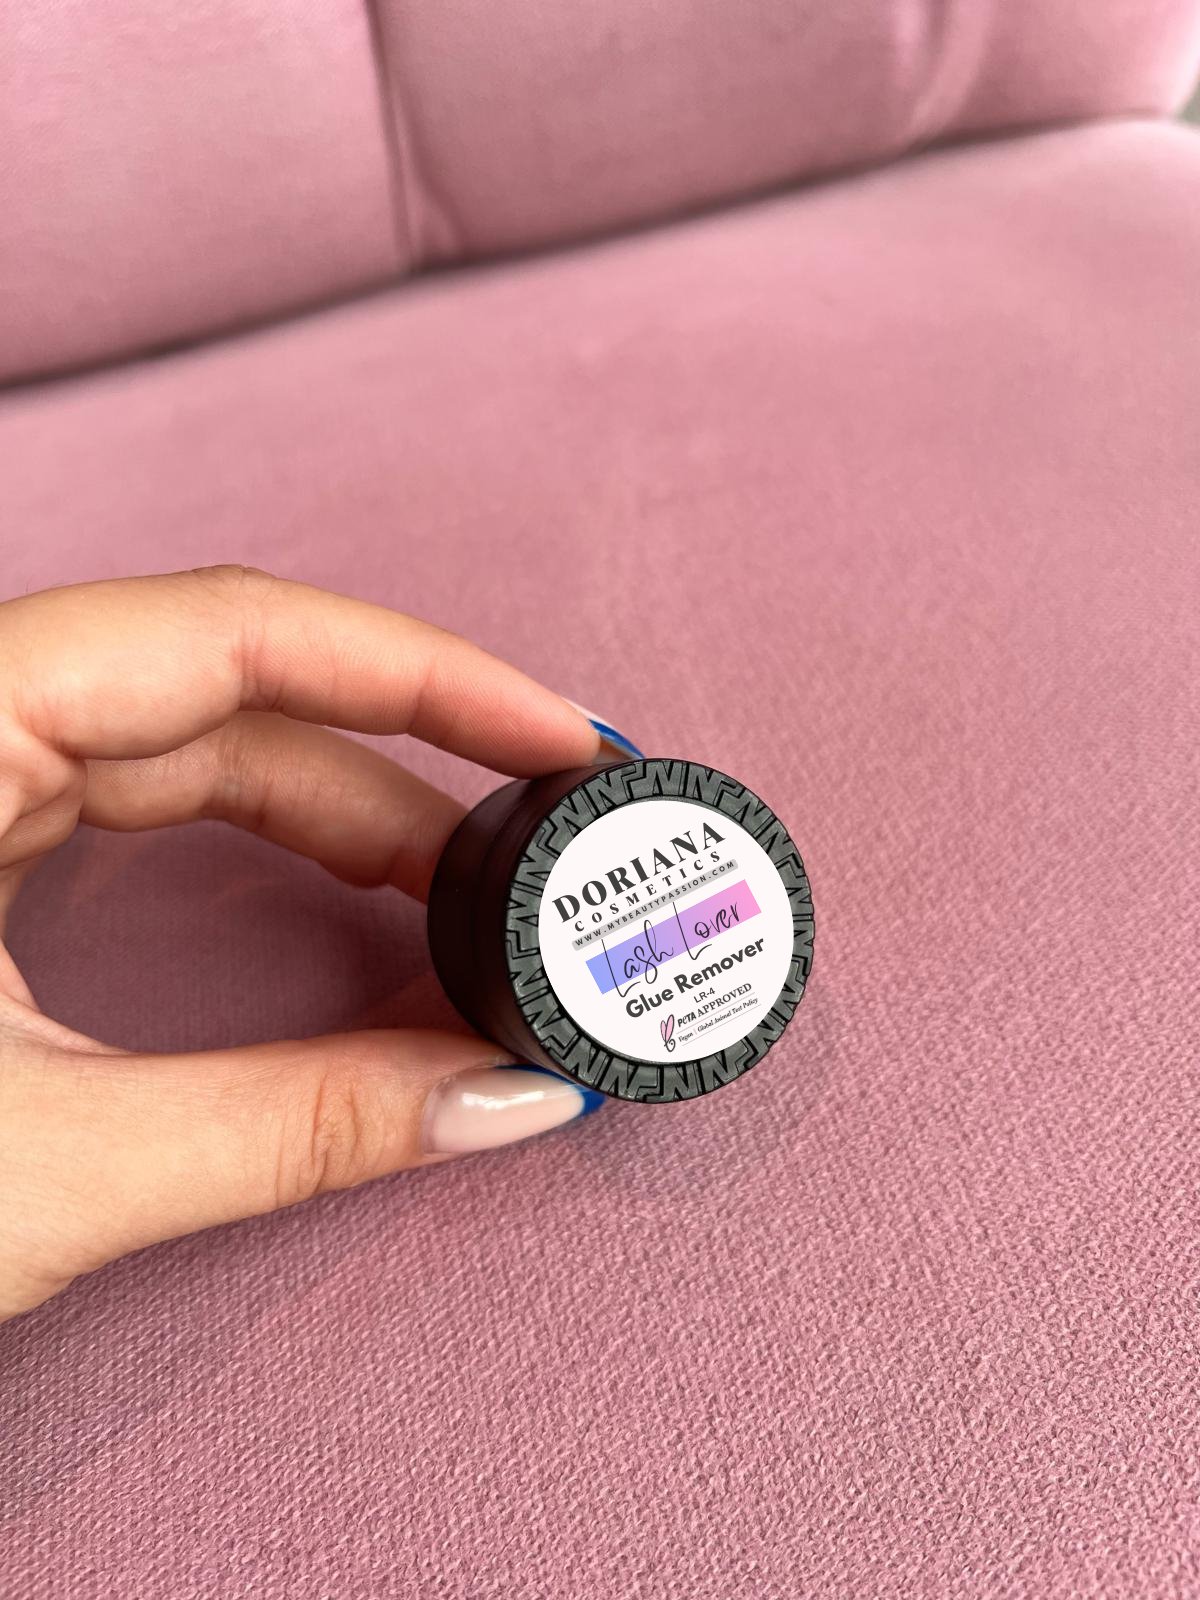 DORIANA
COSMETICS
WWW.MYBEAUTYPASSION.COM
Lash Lover
Glue Remover
LR-4
PETA APPROVED
Vegan | Global Animal Test Policy